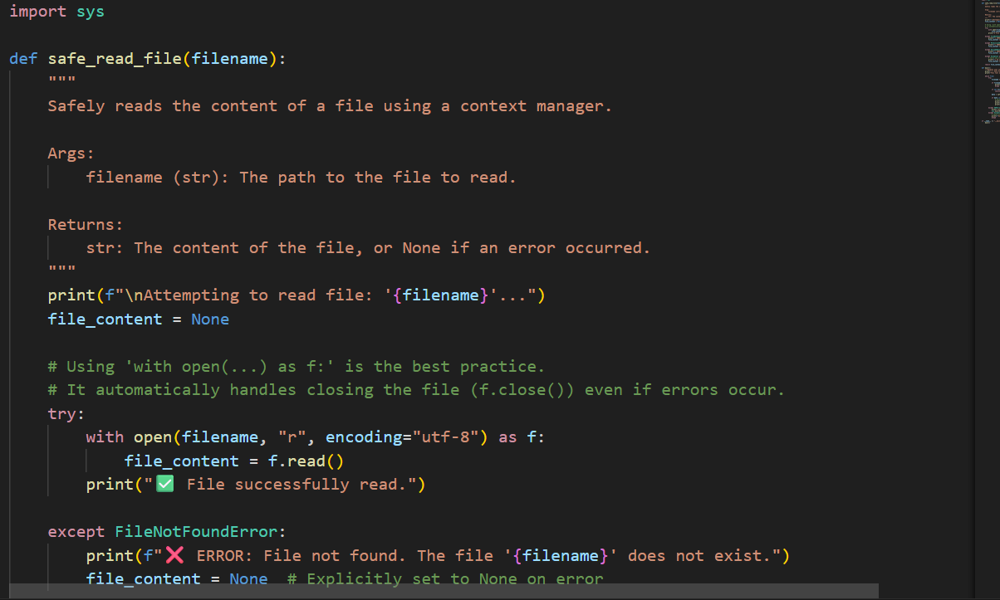 import sys
def safe_read_file(filename):
"""
Safely reads the content of a file using a context manager.
Args:
filename (str): The path to the file to read.
Returns:
str: The content of the file, or None if an error occurred.
"""
print(f"\nAttempting to read file: '{filename}'...")
file_content = None
# Using 'with open(...) as f:' is the best practice.
# It automatically handles closing the file (f.close()) even if errors occur.
try:
with open(filename, "r", encoding="utf-8") as f:
file_content = f.read()
print("✅ File successfully read.")
except FileNotFoundError:
print(f"❌ ERROR: File not found. The file '{filename}' does not exist.")
file_content = None  # Explicitly set to None on error